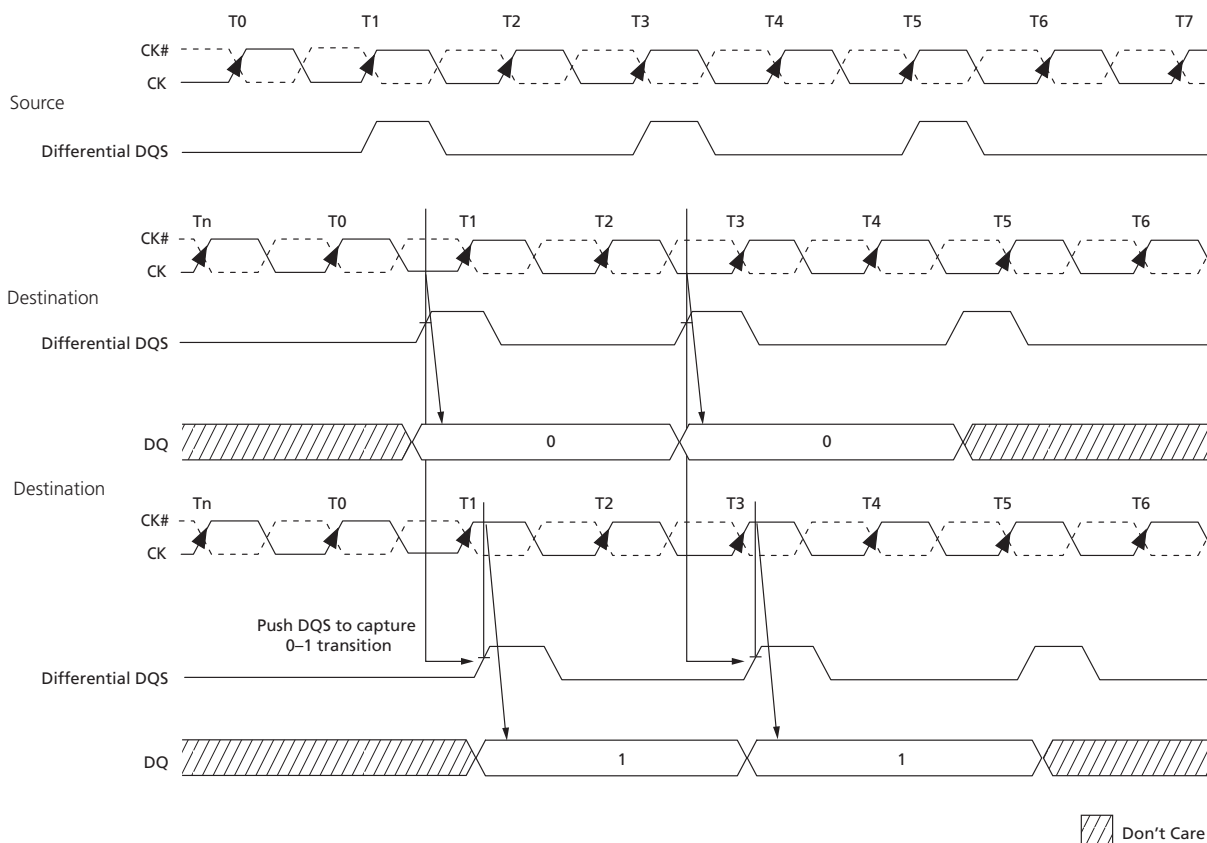 T0 T1 T2 T3 T4 T5 T6 T7
CK#
CK
Source
Differential DQS
Tn T0 T1 T2 T3 T4 T5 T6
CK#
CK
Destination
Differential DQS
DQ 0 0
Destination
Tn T0 T1 T2 T3 T4 T5 T6
CK#
CK
Push DQS to capture
0–1 transition
Differential DQS
DQ 1 1
Don't Care